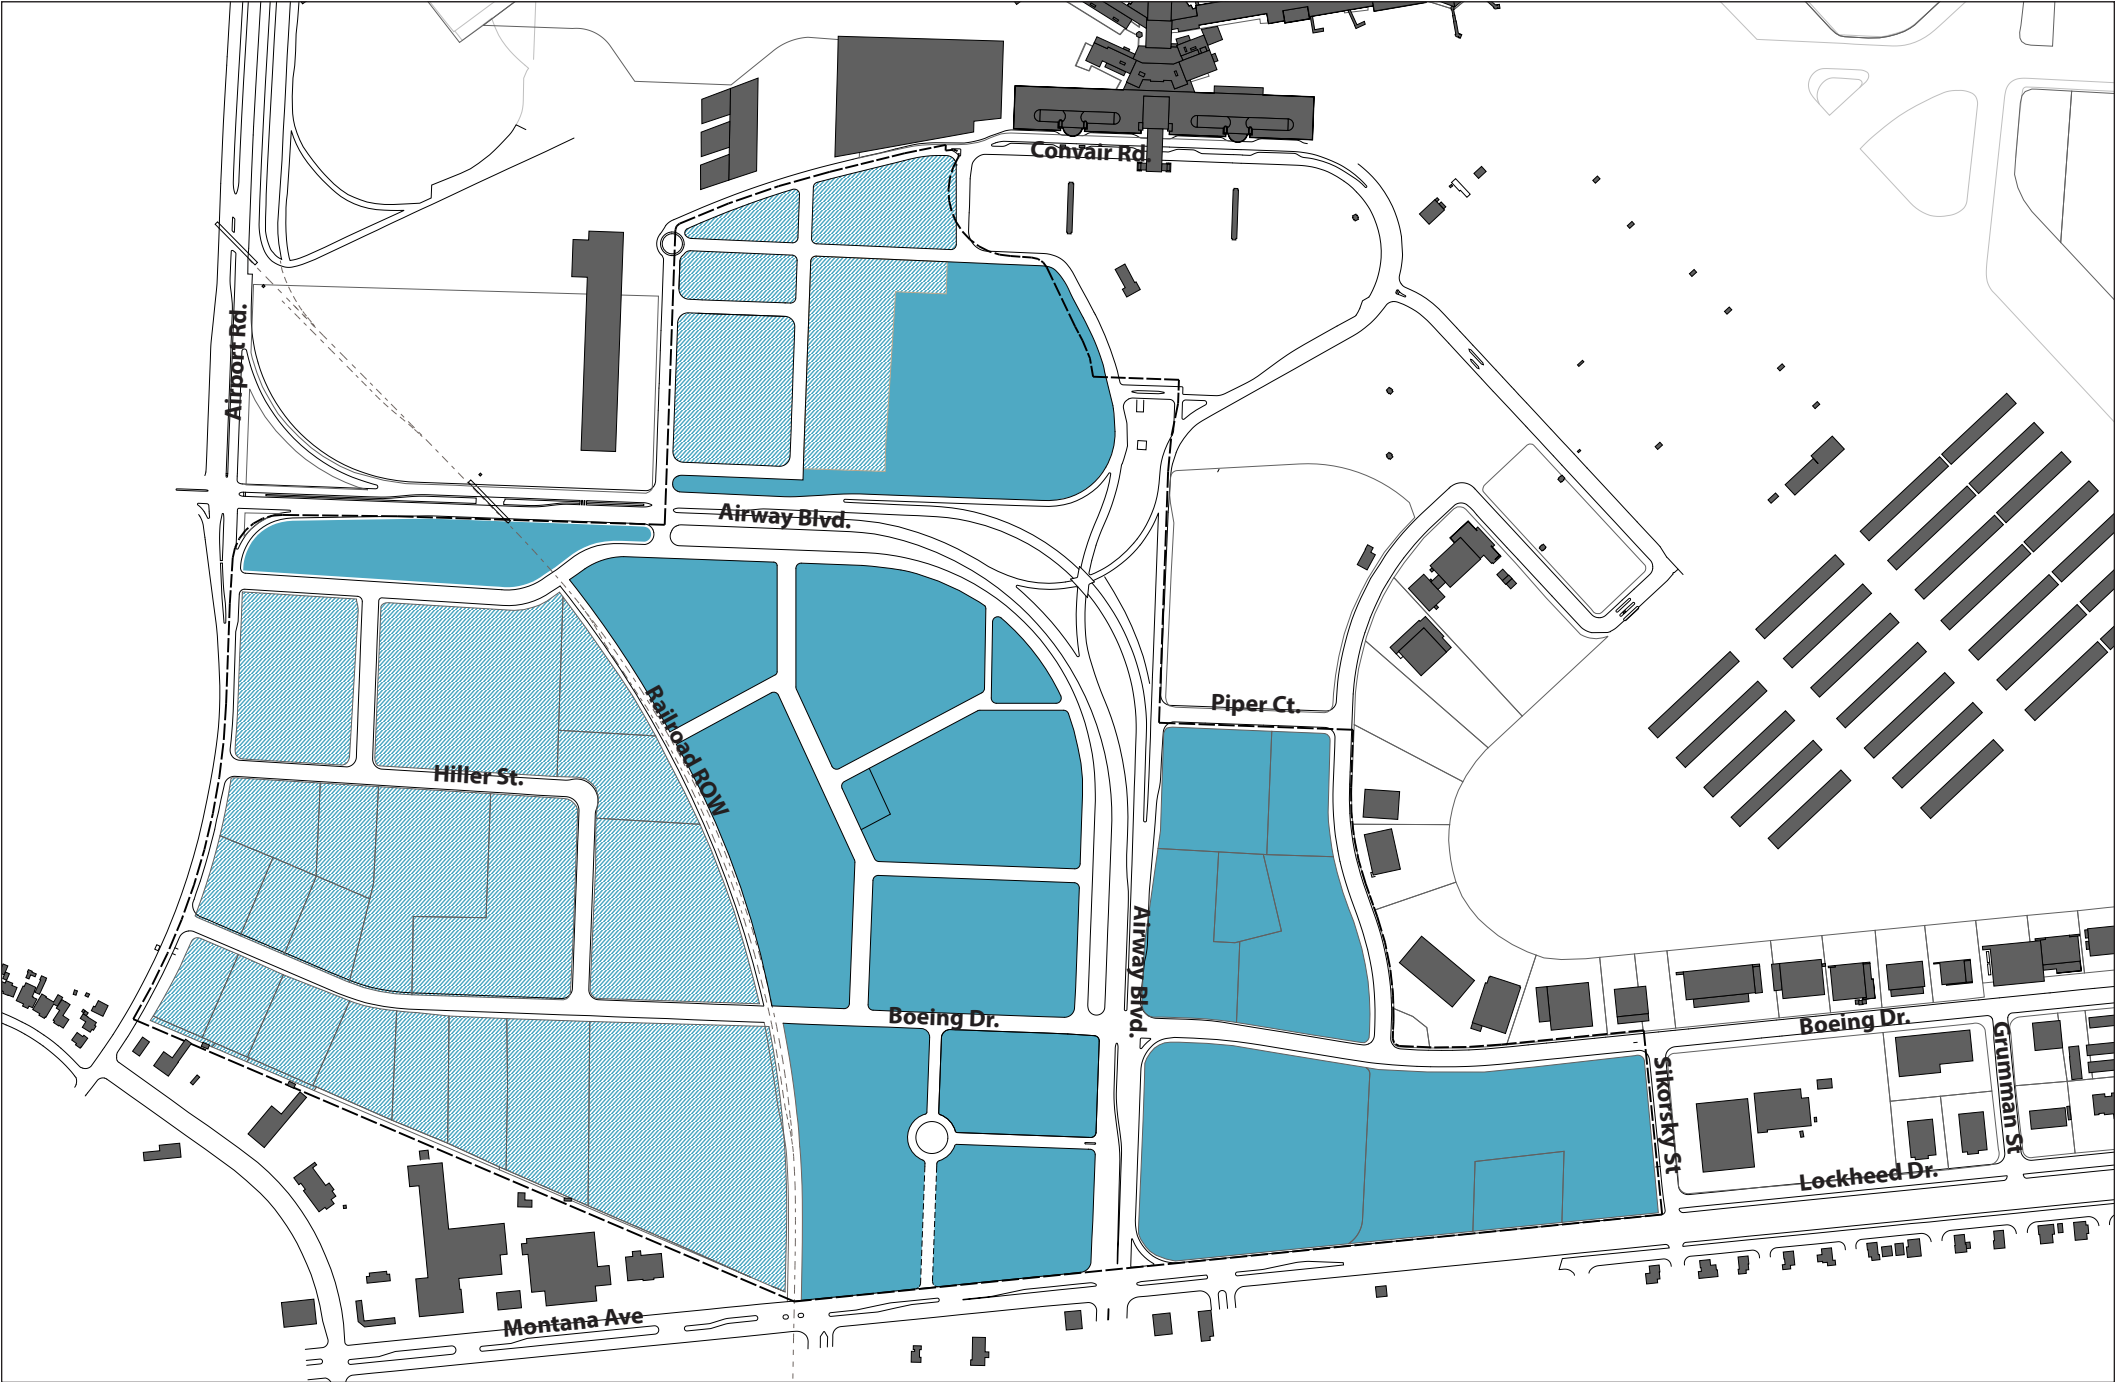 Convair Rd.
Airport Rd.
Airway Blvd.
Railroad ROW
Piper Ct.
Hiller St.
Airway Blvd.
Boeing Dr.
Boeing Dr.
Grumman St
Sikorsky St
Lockheed Dr.
Montana Ave